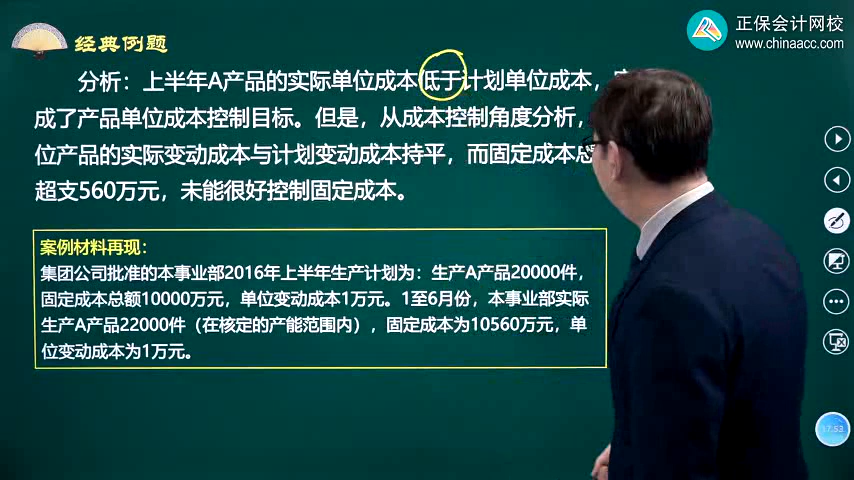 正保会计网校
www.chinaacc.com
经典例题
分析：上半年A产品的实际单位成本低于计划单位成本，
成了产品单位成本控制目标。但是，从成本控制角度分析，
位产品的实际变动成本与计划变动成本持平，而固定成本总
超支560万元，未能很好控制固定成本。
案例材料再现：
集团公司批准的本事业部2016年上半年生产计划为：生产A产品20000件，
固定成本总额10000万元，单位变动成本1万元。1至6月份，本事业部实际
生产A产品22000件（在核定的产能范围内），固定成本为10560万元，单
位变动成本为1万元。
17:52